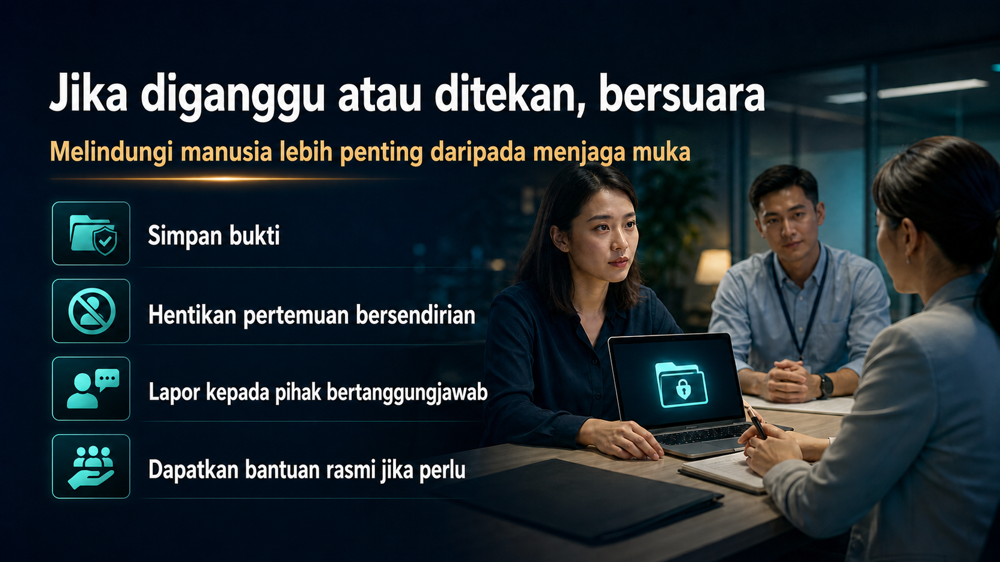 Jika diganggu atau ditekan, bersuara
Melindungi manusia lebih penting daripada menjaga muka
Simpan bukti
Hentikan pertemuan bersendirian
Lapor kepada pihak bertanggungjawab
Dapatkan bantuan rasmi jika perlu